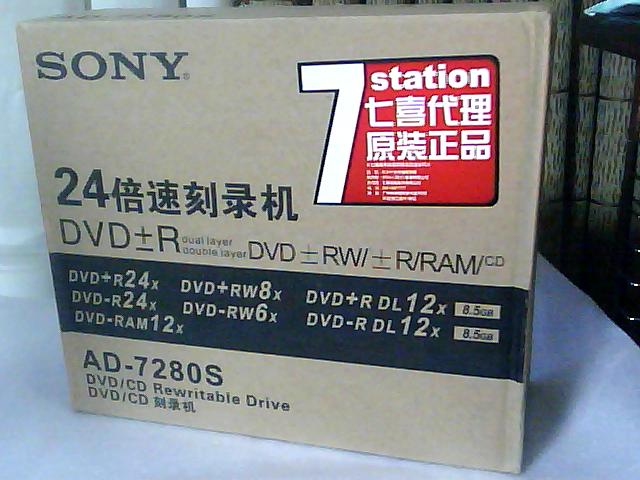 SONY
7 station
七喜代理
原装正品
24倍速刻录机
DVD±R dual layer double layer DVD±RW/±R/RAM/CD
DVD+R24x DVD+RW8x DVD+R DL12x 8.5GB
DVD-R24x DVD-RW6x DVD-R DL12x 8.5GB
DVD-RAM12x
AD-7280S
DVD/CD Rewritable Drive
DVD/CD 刻录机